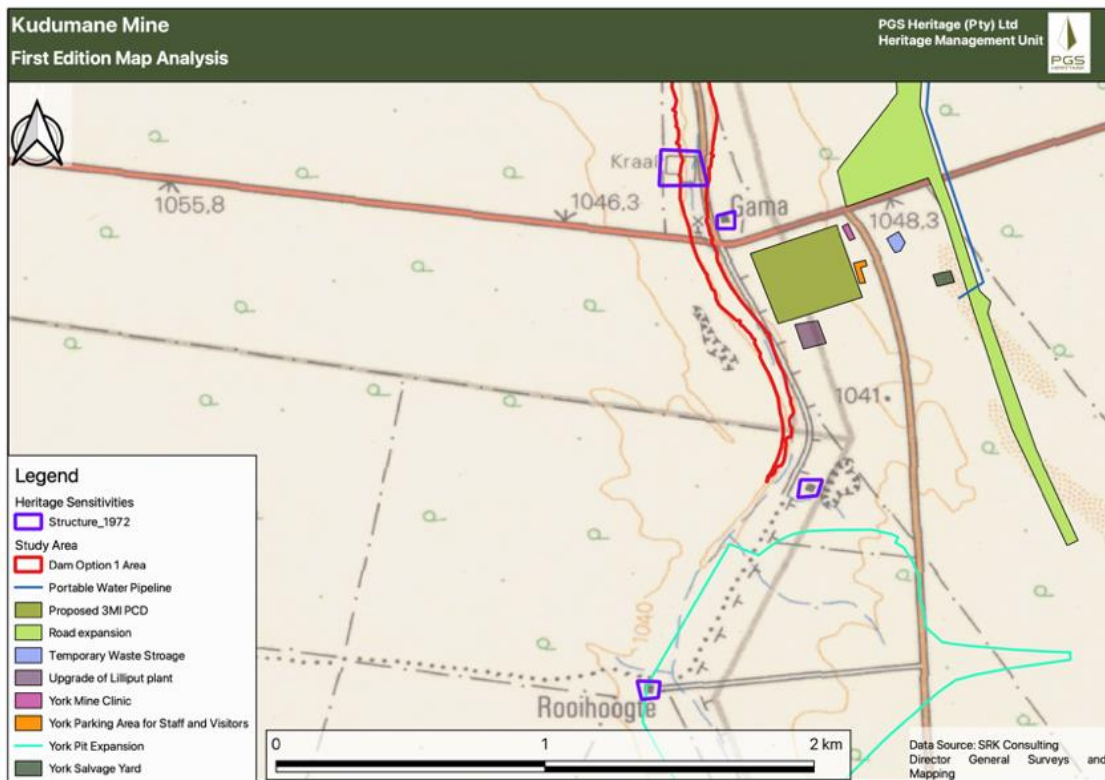 Kudumane Mine
First Edition Map Analysis
PGS Heritage (Pty) Ltd
Heritage Management Unit
PGS
HERITAGE
Kraal
Gama
1055,8
1046,3
1048,3
1041
1040
Rooihoogte
Legend
Heritage Sensitivities
Structure_1972
Study Area
Dam Option 1 Area
Portable Water Pipeline
Proposed 3Ml PCD
Road expansion
Temporary Waste Stroage
Upgrade of Lilliput plant
York Mine Clinic
York Parking Area for Staff and Visitors
York Pit Expansion
York Salvage Yard
0 1 2 km
Data Source: SRK Consulting
Director General Surveys and
Mapping